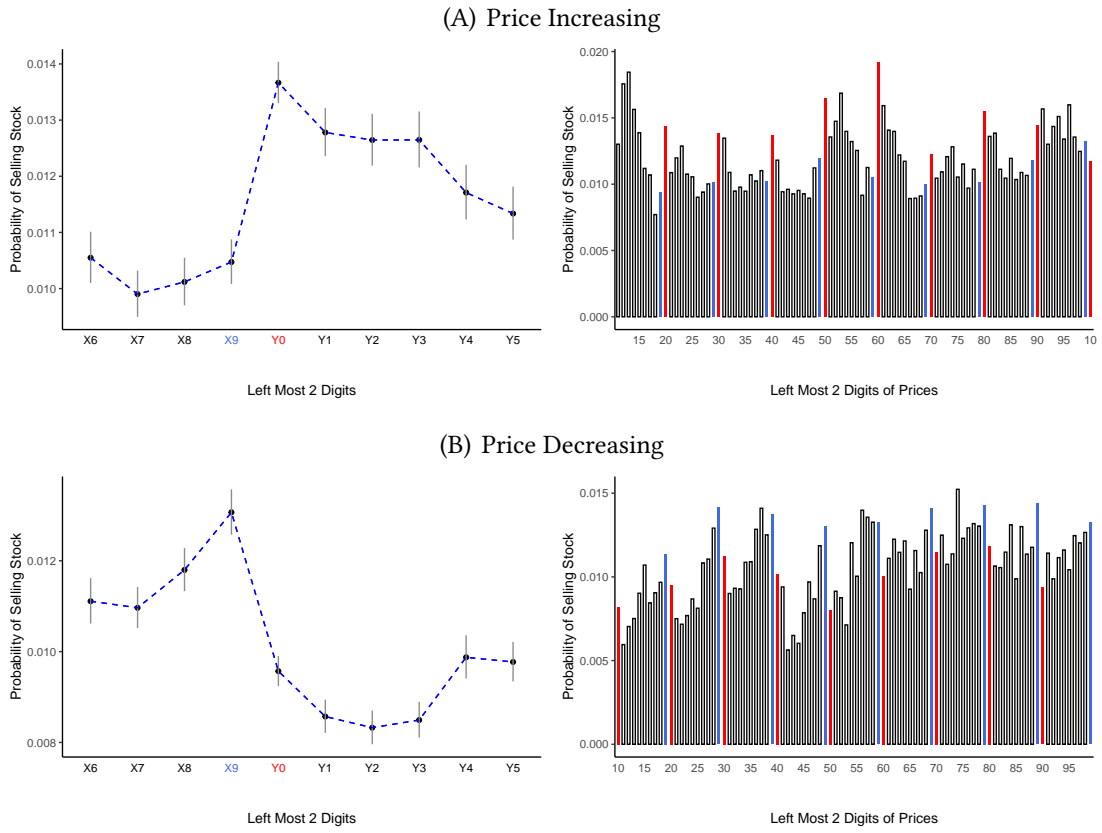 (A) Price Increasing
Probability of Selling Stock
0.014
0.013
0.012
0.011
0.010
X6 X7 X8 X9 Y0 Y1 Y2 Y3 Y4 Y5
Left Most 2 Digits
Probability of Selling Stock
0.020
0.015
0.010
0.005
0.000
15 20 25 30 35 40 45 50 55 60 65 70 75 80 85 90 95 10
Left Most 2 Digits of Prices
(B) Price Decreasing
Probability of Selling Stock
0.012
0.010
0.008
X6 X7 X8 X9 Y0 Y1 Y2 Y3 Y4 Y5
Left Most 2 Digits
Probability of Selling Stock
0.015
0.010
0.005
0.000
10 15 20 25 30 35 40 45 50 55 60 65 70 75 80 85 90 95
Left Most 2 Digits of Prices